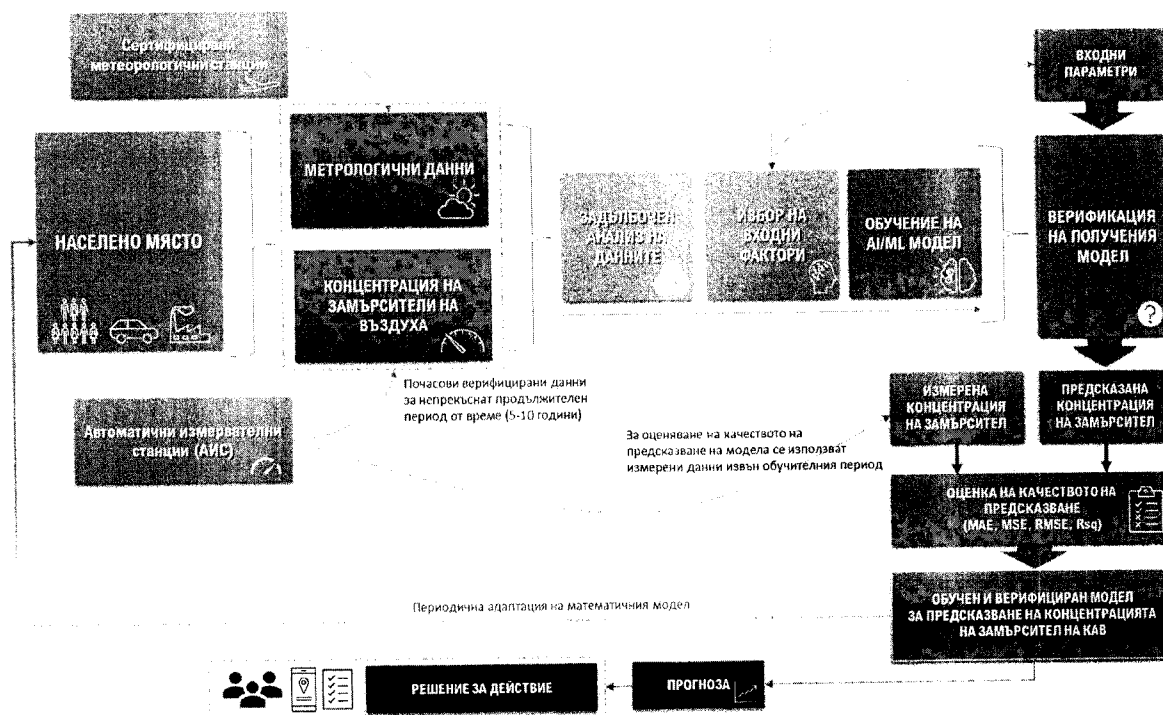 Сертифицирани
метеорологични станции
НАСЕЛЕНО МЯСТО
Автоматични измервателни
станции (АИС)
МЕТРОЛОГИЧНИ ДАННИ
КОНЦЕНТРАЦИЯ НА
ЗАМЪРСИТЕЛИ НА
ВЪЗДУХА
Почасови верифицирани данни
за непрекъснат продължителен
период от време (5-10 години)
ЗАДЪЛБОЧЕН
АНАЛИЗ НА
ДАННИТЕ
ИЗБОР НА
ВХОДНИ
ФАКТОРИ
ОБУЧЕНИЕ НА
AI/ML МОДЕЛ
ВХОДНИ
ПАРАМЕТРИ
ВЕРИФИКАЦИЯ
НА ПОЛУЧЕНИЯ
МОДЕЛ
?
За оценяване на качеството на
предсказване на модела се използват
измерени данни извън обучителния период
ИЗМЕРЕНА
КОНЦЕНТРАЦИЯ
НА ЗАМЪРСИТЕЛ
ПРЕДСКАЗАНА
КОНЦЕНТРАЦИЯ
НА ЗАМЪРСИТЕЛ
ОЦЕНКА НА КАЧЕСТВОТО НА
ПРЕДСКАЗВАНЕ
(MAE, MSE, RMSE, Rsq)
ОБУЧЕН И ВЕРИФИЦИРАН МОДЕЛ
ЗА ПРЕДСКАЗВАНЕ НА КОНЦЕНТРАЦИЯТА
НА ЗАМЪРСИТЕЛ НА КАВ
Периодична адаптация на математичния модел
ПРОГНОЗА
РЕШЕНИЕ ЗА ДЕЙСТВИЕ